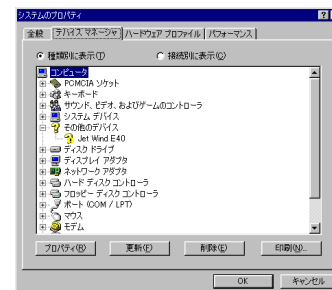 システムのプロパティ
全般 デバイス マネージャ ハードウェア プロファイル パフォーマンス
種類別に表示(T) 接続別に表示(C)
コンピュータ
PCMCIA ソケット
キーボード
サウンド、ビデオ、およびゲームのコントローラ
システム デバイス
その他のデバイス
Jet Wind E40
ディスク ドライブ
ディスプレイ アダプタ
ネットワーク アダプタ
ハード ディスク コントローラ
フロッピー ディスク コントローラ
ポート (COM / LPT)
マウス
モデム
プロパティ(R) 更新(F) 削除(E) 印刷(N)...
OK キャンセル